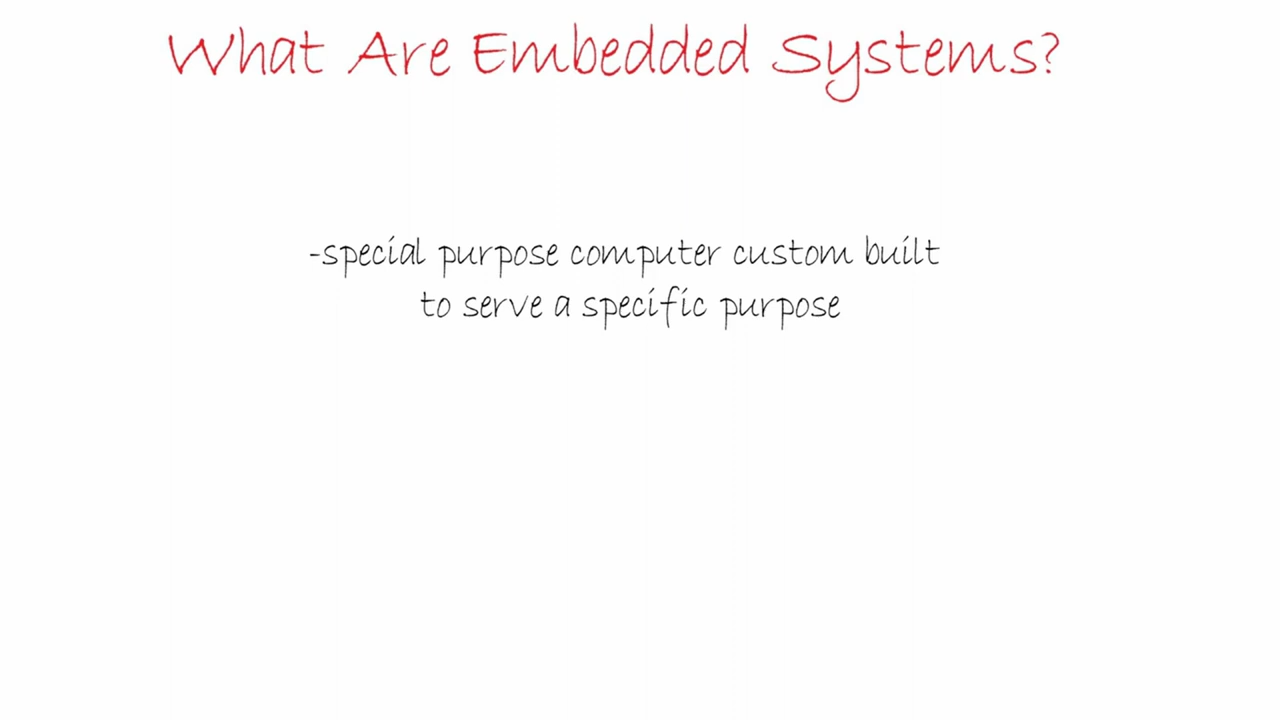 What Are Embedded Systems?
-special purpose computer custom built
to serve a specific purpose